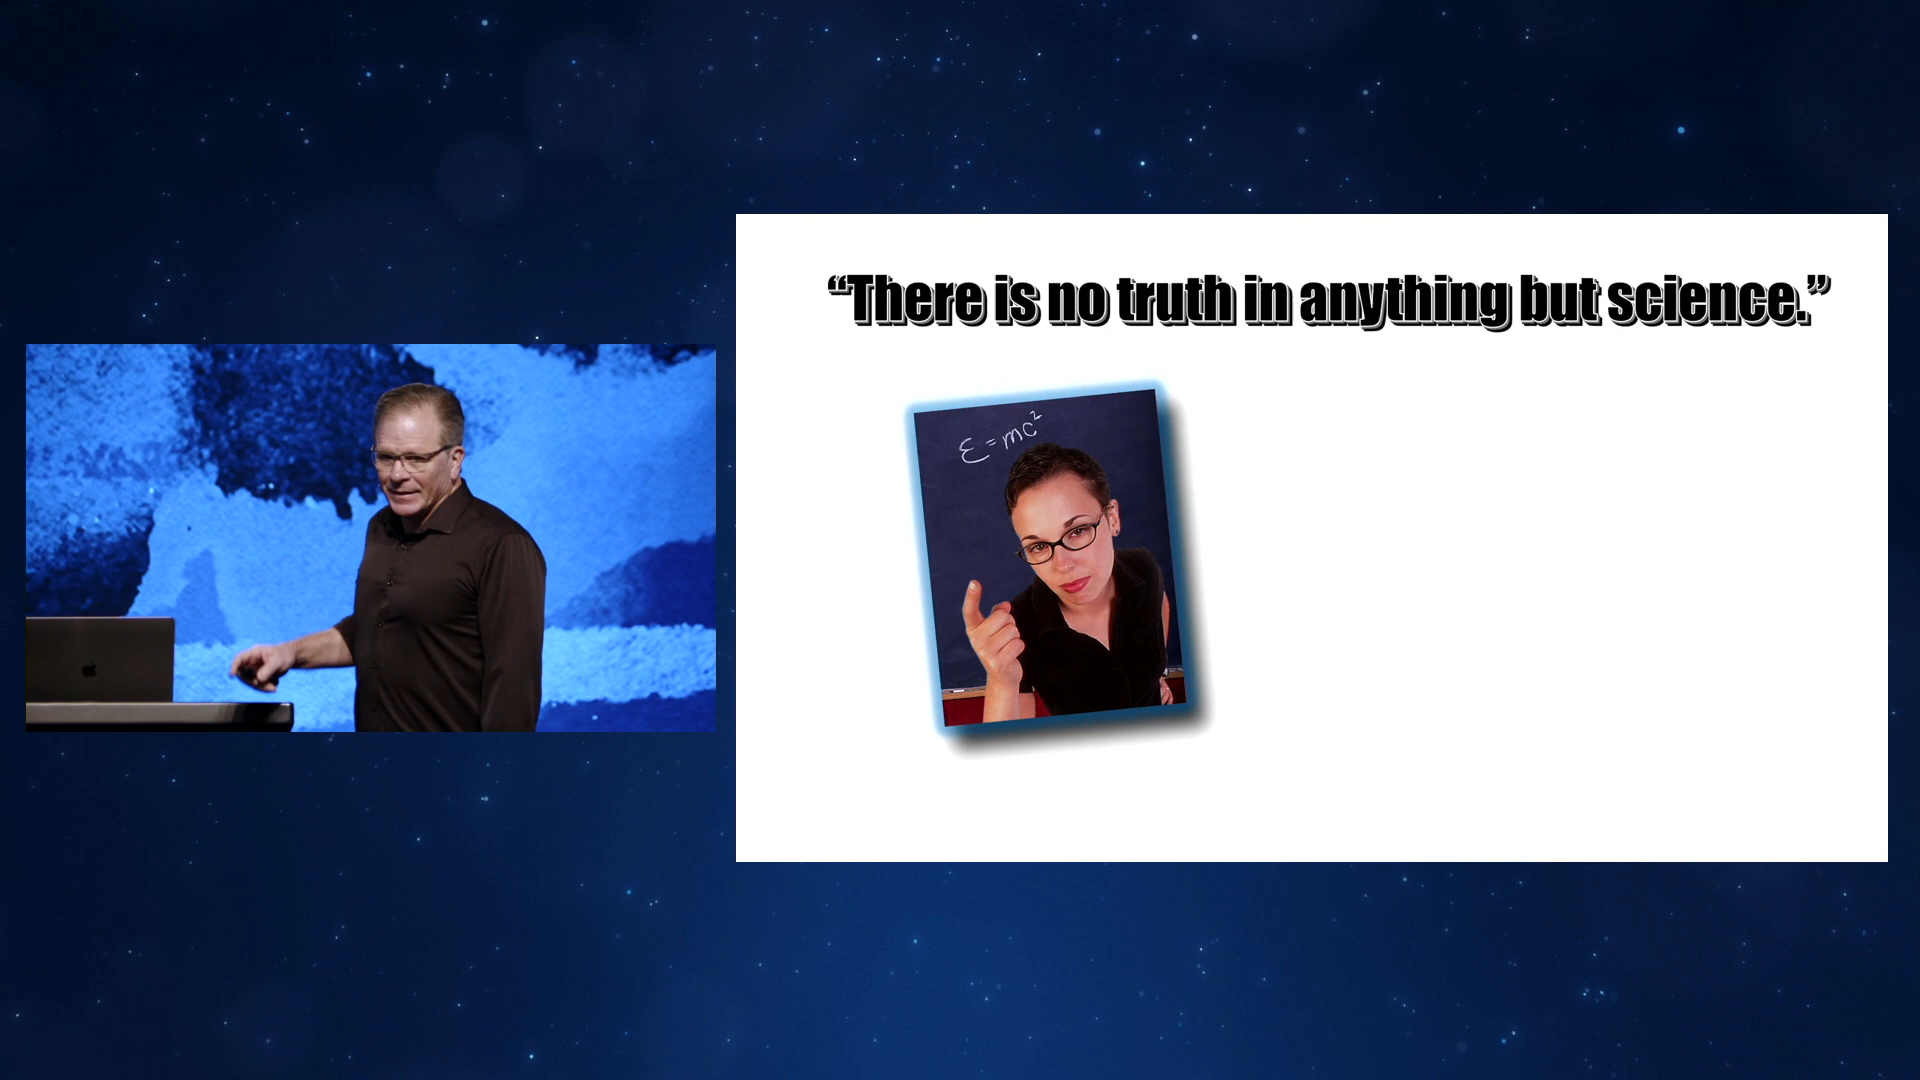 “There is no truth in anything but science.”
E=mc²